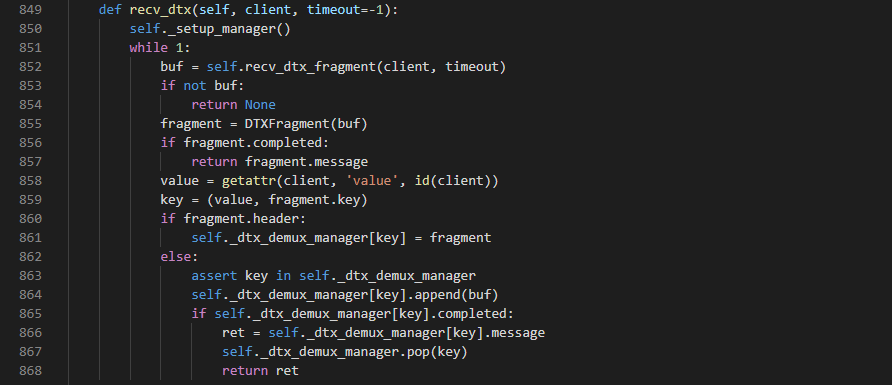 849 def recv_dtx(self, client, timeout=-1):
850 self._setup_manager()
851 while 1:
852 buf = self.recv_dtx_fragment(client, timeout)
853 if not buf:
854 return None
855 fragment = DTXFragment(buf)
856 if fragment.completed:
857 return fragment.message
858 value = getattr(client, 'value', id(client))
859 key = (value, fragment.key)
860 if fragment.header:
861 self._dtx_demux_manager[key] = fragment
862 else:
863 assert key in self._dtx_demux_manager
864 self._dtx_demux_manager[key].append(buf)
865 if self._dtx_demux_manager[key].completed:
866 ret = self._dtx_demux_manager[key].message
867 self._dtx_demux_manager.pop(key)
868 return ret